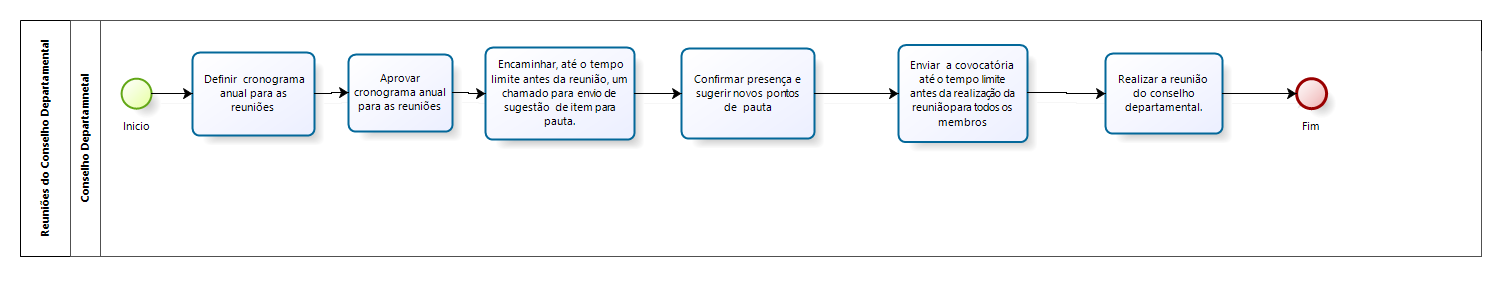 Reuniões do Conselho Departamental
Conselho Departamnetal
Inicio
Definir cronograma
anual para as
reuniões
Aprovar
cronograma anual
para as reuniões
Encaminhar, até o tempo
limite antes da reunião, um
chamado para envio de
sugestão de item para
pauta.
Confirmar presença e
sugerir novos pontos
de pauta
Enviar a covocatória
até o tempo limite
antes da realização da
reunião para todos os
membros
Realizar a reunião
do conselho
departamental.
Fim